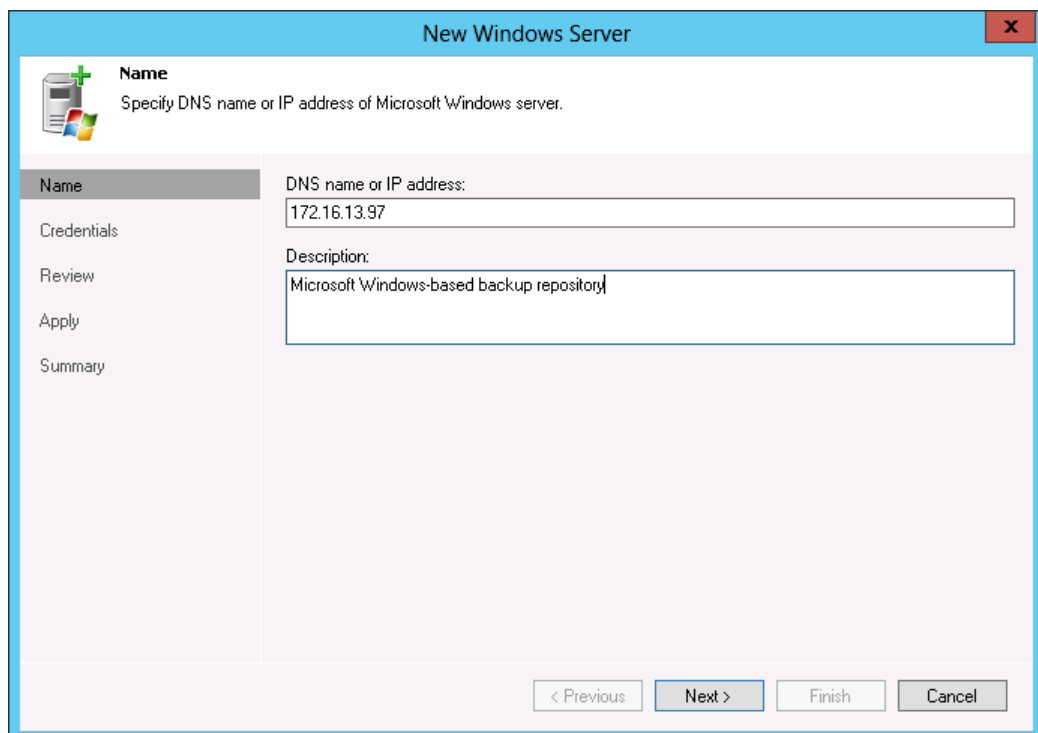 New Windows Server
x
Name
Specify DNS name or IP address of Microsoft Windows server.
Name
Credentials
Review
Apply
Summary
DNS name or IP address:
172.16.13.97
Description:
Microsoft Windows-based backup repository
< Previous
Next >
Finish
Cancel